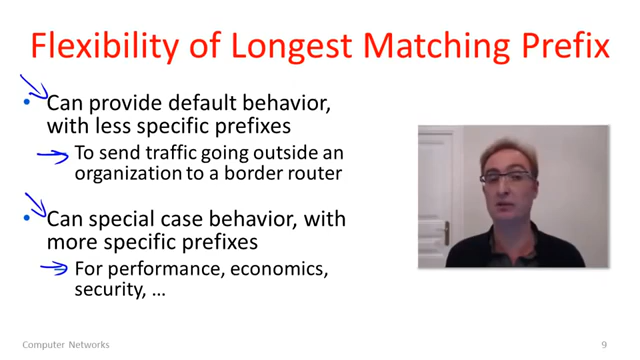 Flexibility of Longest Matching Prefix
• Can provide default behavior,
with less specific prefixes
To send traffic going outside an
organization to a border router
• Can special case behavior, with
more specific prefixes
For performance, economics,
security, …
Computer Networks
9